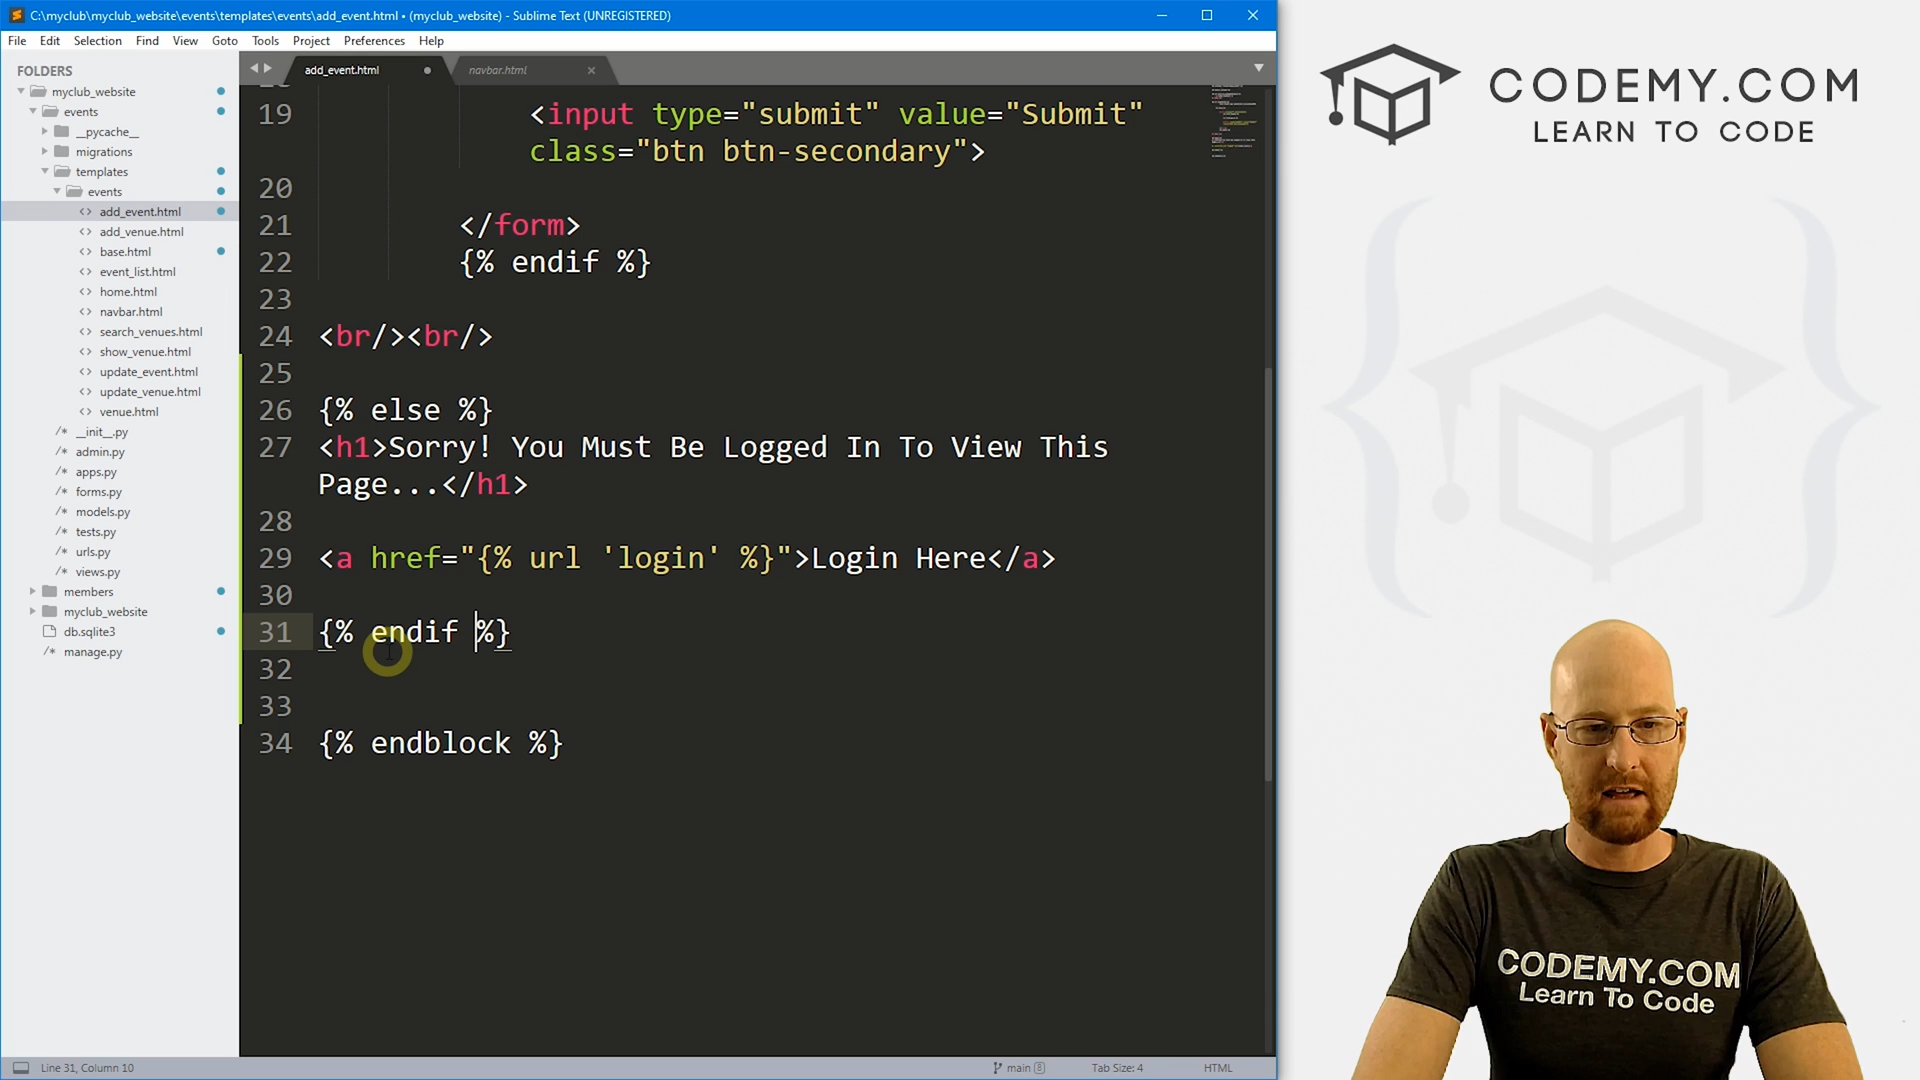 C:\myclub\myclub_website\events\templates\events\add_event.html • (myclub_website) - Sublime Text (UNREGISTERED)
File Edit Selection Find View Goto Tools Project Preferences Help
FOLDERS
myclub_website
events
__pycache__
migrations
templates
events
add_event.html
add_venue.html
base.html
event_list.html
home.html
navbar.html
search_venues.html
show_venue.html
update_event.html
update_venue.html
venue.html
__init__.py
admin.py
apps.py
forms.py
models.py
tests.py
urls.py
views.py
members
myclub_website
db.sqlite3
manage.py
add_event.html navbar.html
19 <input type="submit" value="Submit"
class="btn btn-secondary">
20
21 </form>
22 {% endif %}
23
24 <br/><br/>
25
26 {% else %}
27 <h1>Sorry! You Must Be Logged In To View This
Page...</h1>
28
29 <a href="{% url 'login' %}">Login Here</a>
30
31 {% endif %}
32
33
34 {% endblock %}
Line 31, Column 10 main 8 Tab Size: 4 HTML
CODEMY.COM
LEARN TO CODE
CODEMY.COM
Learn To Code